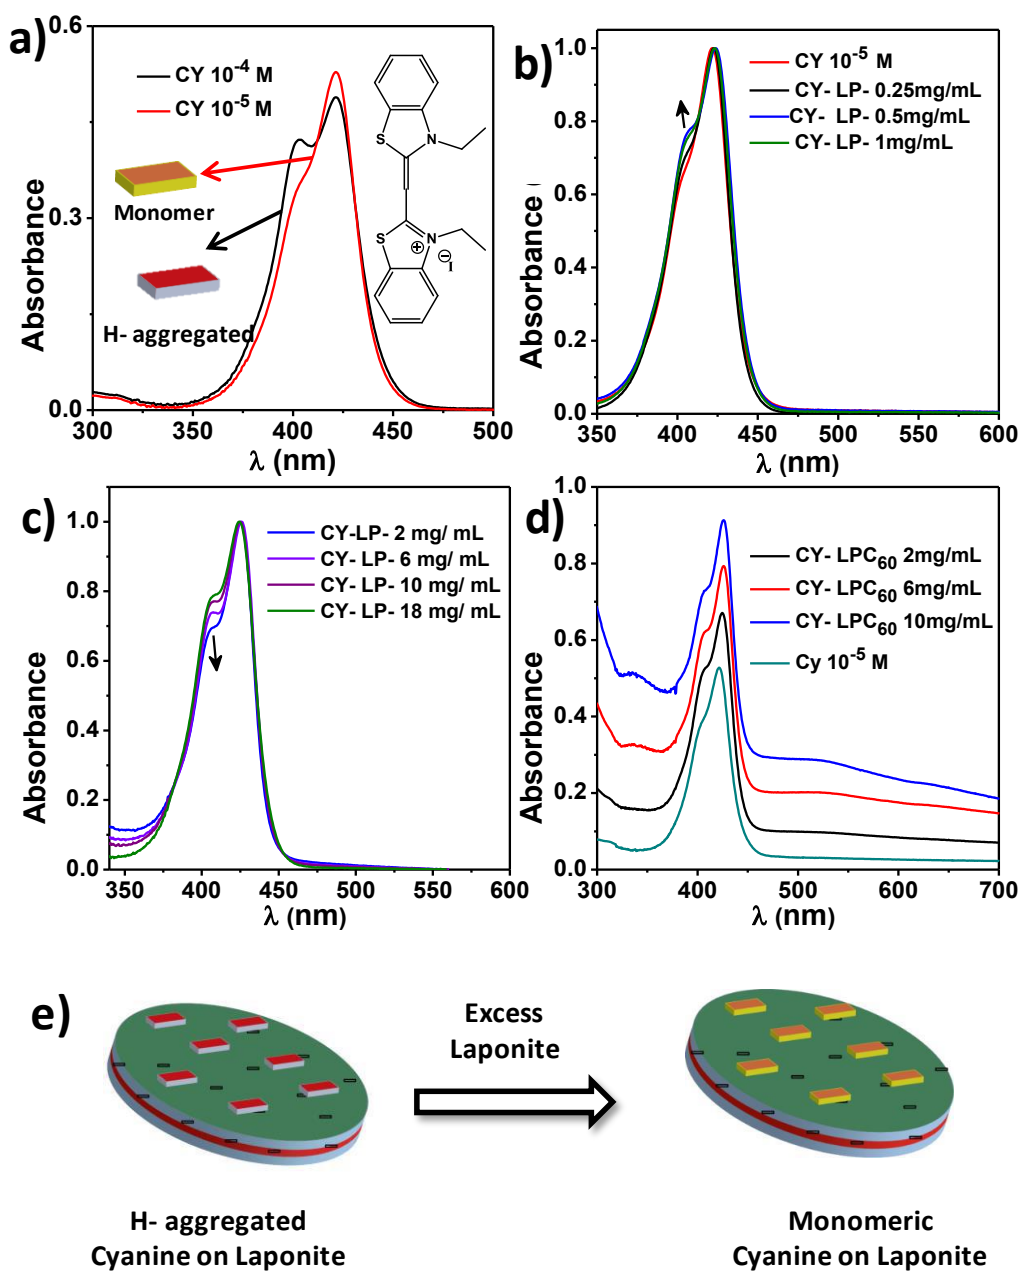 a)
0.6
0.3
0.0
Absorbance
CY 10-4 M
CY 10-5 M
Monomer
H- aggregated
S
N
S
N
+
−
I
300 350 400 450 500
λ (nm)
b)
1.0
0.8
0.6
0.4
0.2
0.0
Absorbance (
CY 10-5 M
CY- LP- 0.25mg/mL
CY- LP- 0.5mg/mL
CY- LP- 1mg/mL
350 400 450 500 550 600
λ (nm)
c)
1.0
0.8
0.6
0.4
0.2
0.0
Absorbance
CY-LP- 2 mg/ mL
CY- LP- 6 mg/ mL
CY- LP- 10 mg/ mL
CY- LP- 18 mg/ mL
350 400 450 500 550 600
λ (nm)
d)
1.0
0.8
0.6
0.4
0.2
0.0
Absorbance
CY- LPC60 2mg/mL
CY- LPC60 6mg/mL
CY- LPC60 10mg/mL
Cy 10-5 M
300 400 500 600 700
λ (nm)
e)
Excess
Laponite
H- aggregated
Cyanine on Laponite
Monomeric
Cyanine on Laponite